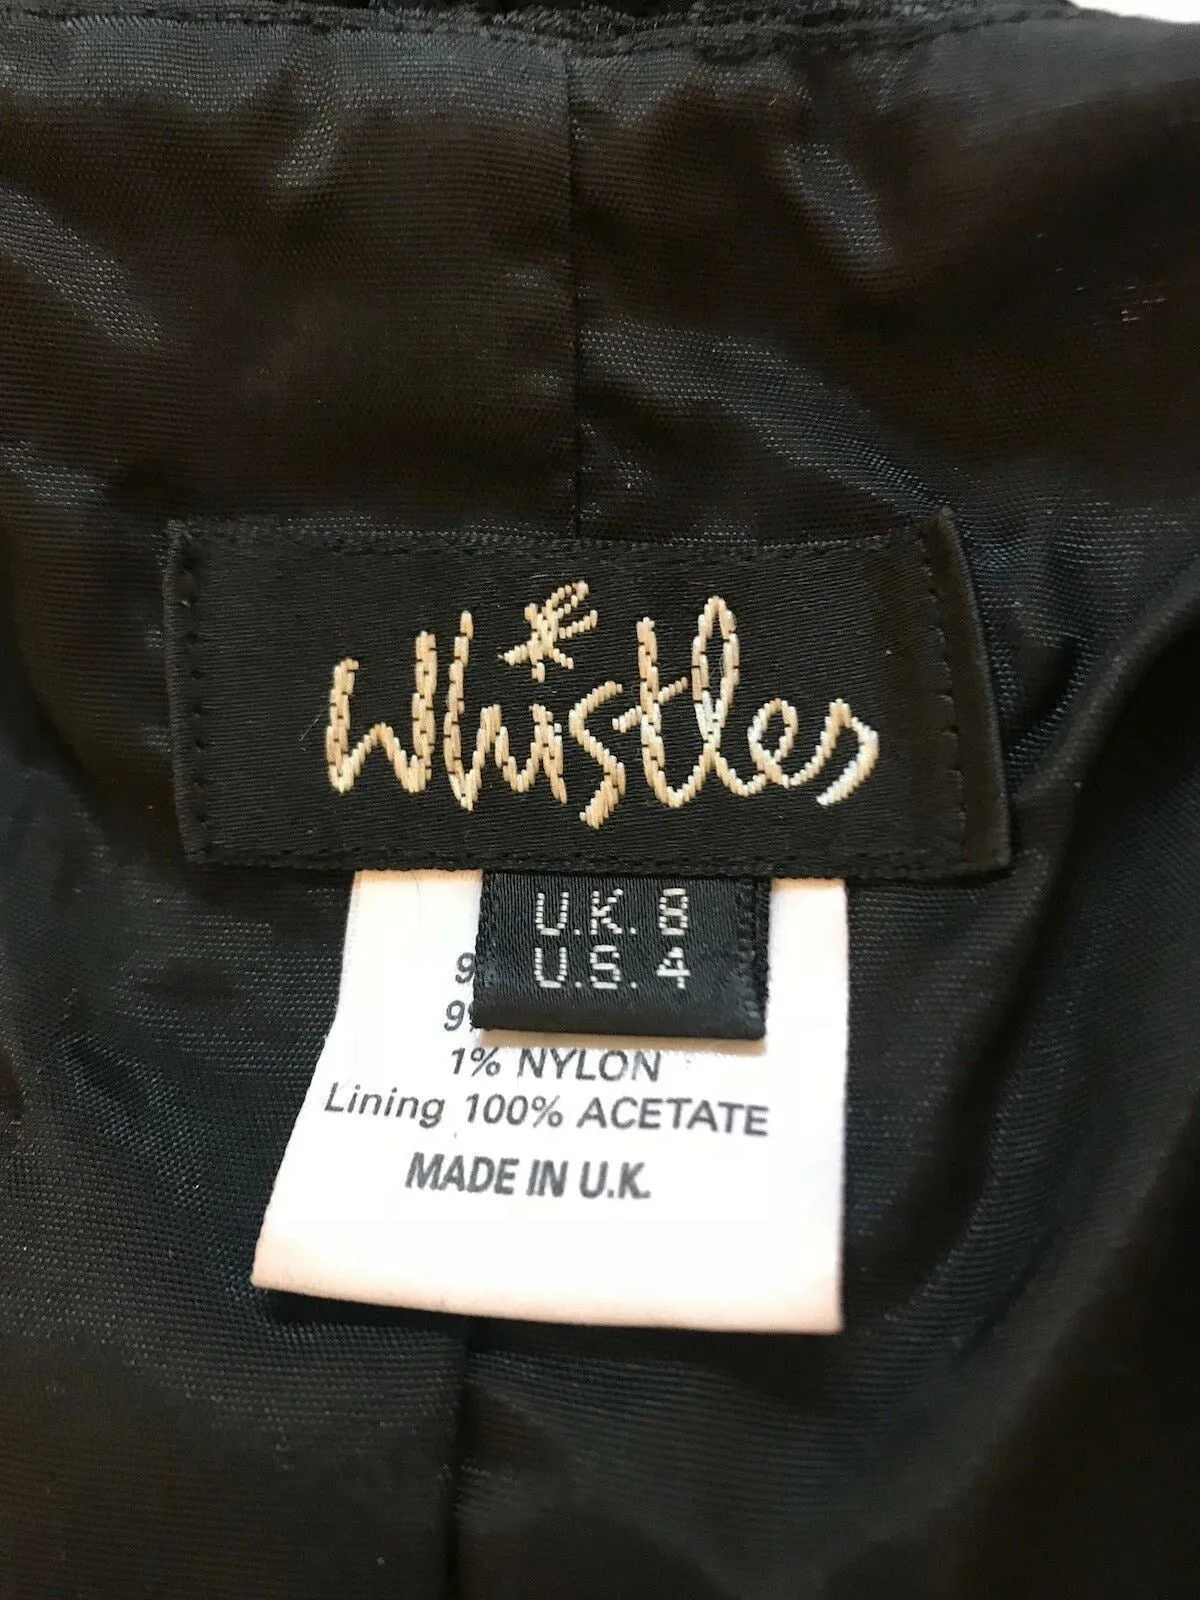 Whistles
U.K. 8
U.S. 4
1% NYLON
Lining 100% ACETATE
MADE IN U.K.